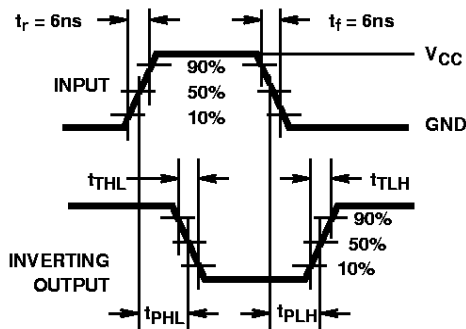 tr = 6ns
tf = 6ns
VCC
90%
INPUT
50%
10%
GND
tTHL
tTLH
90%
50%
INVERTING
OUTPUT
10%
tPHL
tPLH